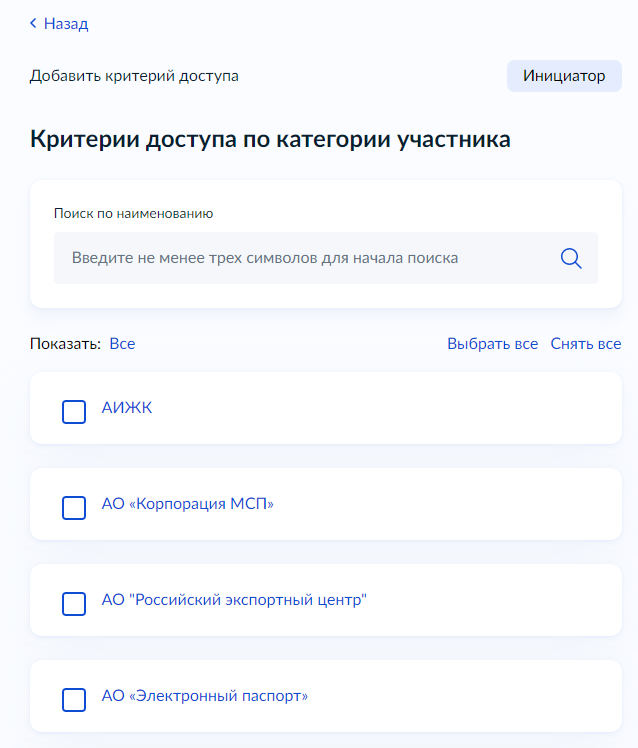 Назад
Добавить критерий доступа
Инициатор
Критерии доступа по категории участника
Поиск по наименованию
Введите не менее трех символов для начала поиска
Показать: Все
Выбрать все Снять все
АИЖК
АО «Корпорация МСП»
АО "Российский экспортный центр"
АО «Электронный паспорт»